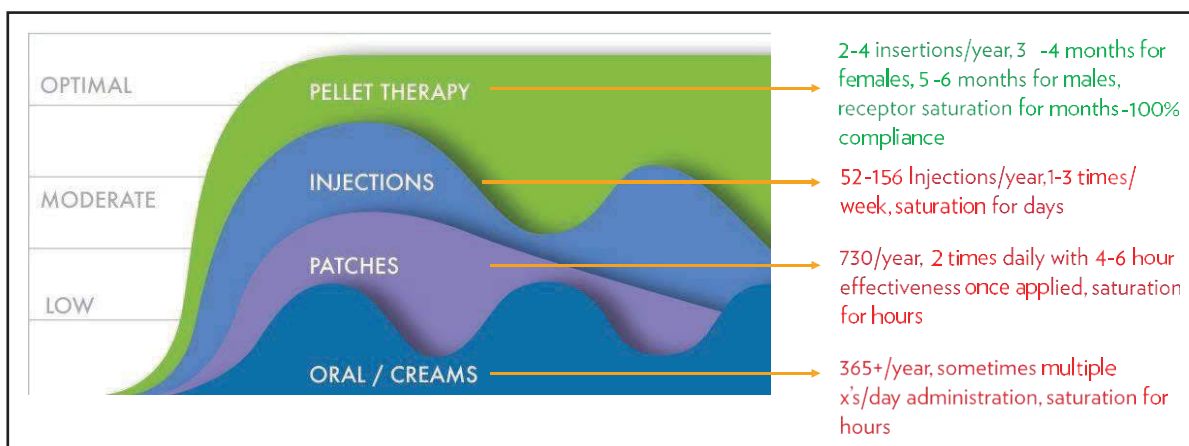 OPTIMAL
MODERATE
LOW
PELLET THERAPY
INJECTIONS
PATCHES
ORAL / CREAMS
2-4 insertions/year, 3 -4 months for
females, 5-6 months for males,
receptor saturation for months-100%
compliance
52-156 Injections/year,1-3 times/
week, saturation for days
730/year, 2 times daily with 4-6 hour
effectiveness once applied, saturation
for hours
365+/year, sometimes multiple
x's/day administration, saturation for
hours